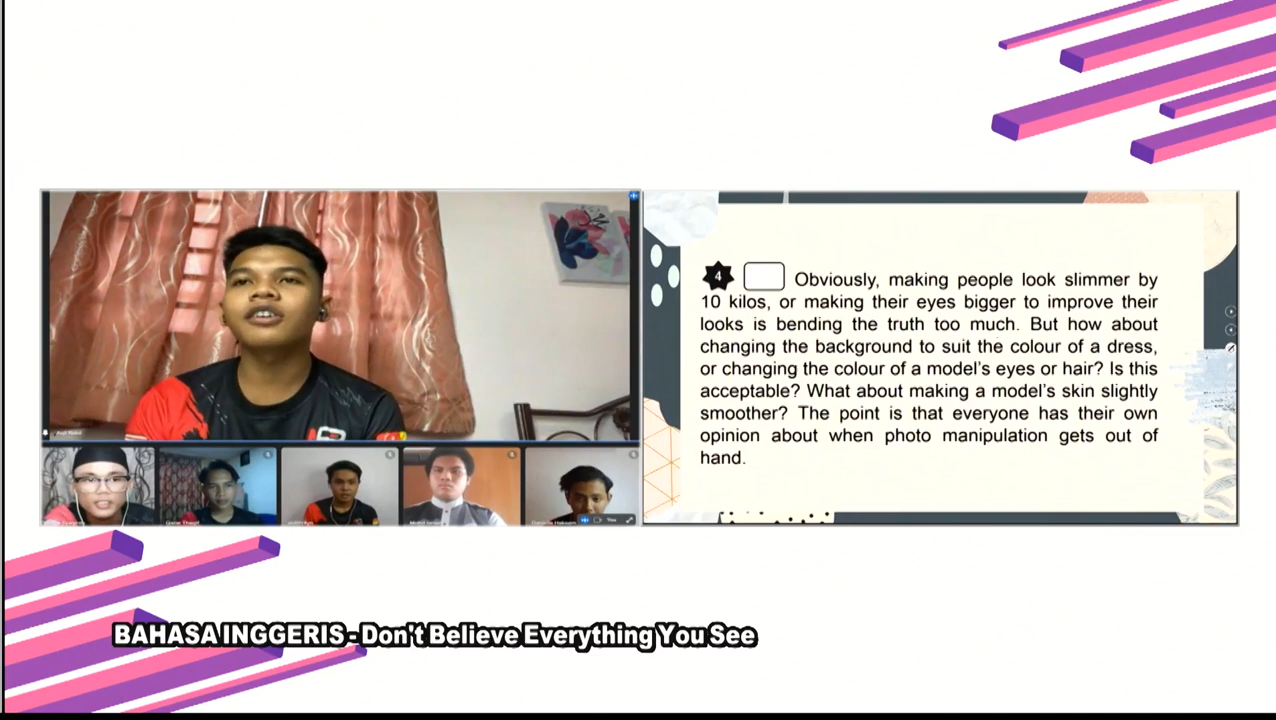 4 Obviously, making people look slimmer by
10 kilos, or making their eyes bigger to improve their
looks is bending the truth too much. But how about
changing the background to suit the colour of a dress,
or changing the colour of a model's eyes or hair? Is this
acceptable? What about making a model's skin slightly
smoother? The point is that everyone has their own
opinion about when photo manipulation gets out of
hand.
You
BAHASA INGGERIS - Don't Believe Everything You See